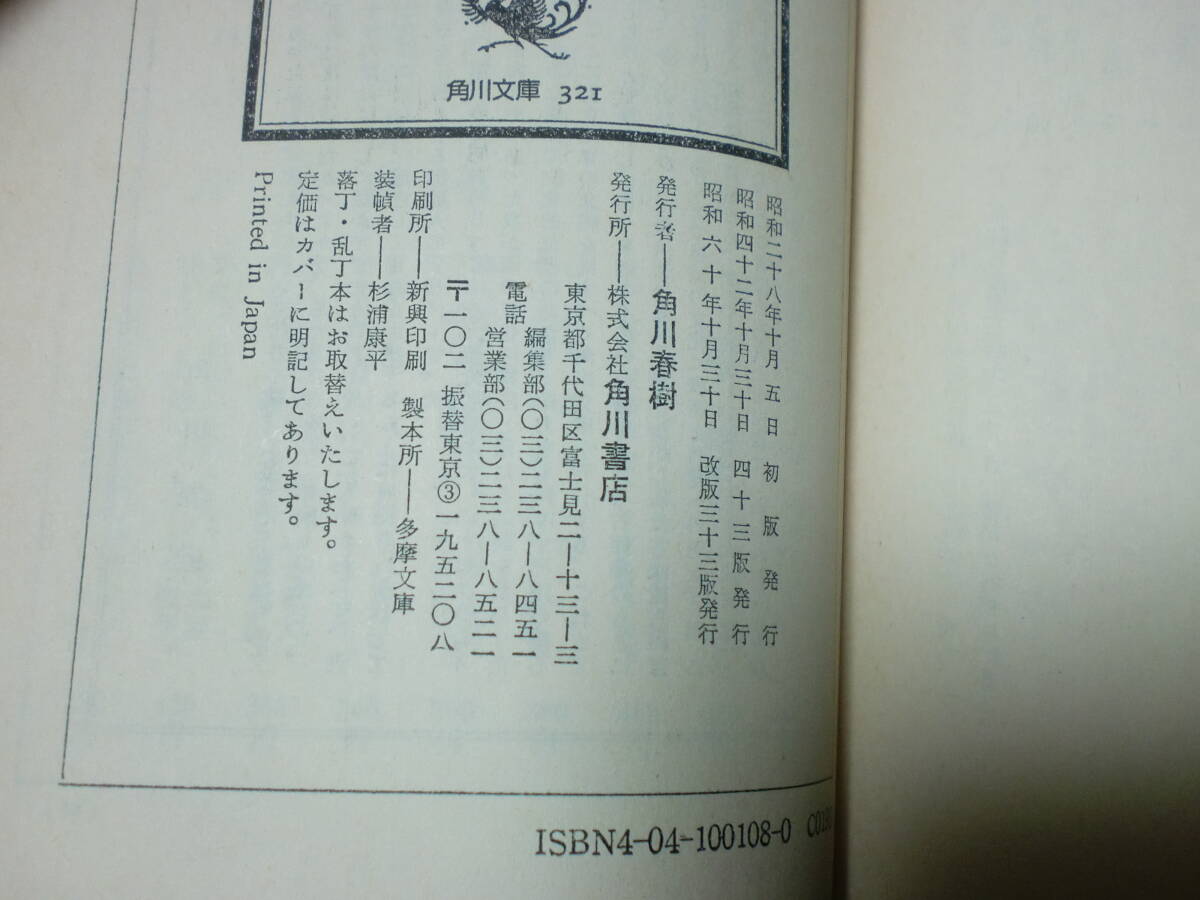 角川文庫 321
昭和二十八年十月五日 初版発行
昭和四十二年十月三十日 四十三版発行
昭和六十年十月三十日 改版三十三版発行
発行者―角川春樹
発行所―株式会社角川書店
東京都千代田区富士見二―十三―三
電話 編集部(〇三)二三八―八四五一
営業部(〇三)二三八―八五二一
〒一〇二 振替東京③一九五二〇八
印刷所―新興印刷 製本所―多摩文庫
装幀者―杉浦康平
落丁・乱丁本はお取替えいたします。
定価はカバーに明記してあります。
Printed in Japan
ISBN4-04-100108-0